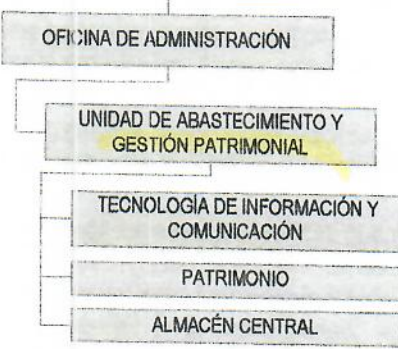 OFICINA DE ADMINISTRACIÓN
UNIDAD DE ABASTECIMIENTO Y
GESTIÓN PATRIMONIAL
TECNOLOGÍA DE INFORMACIÓN Y
COMUNICACIÓN
PATRIMONIO
ALMACÉN CENTRAL